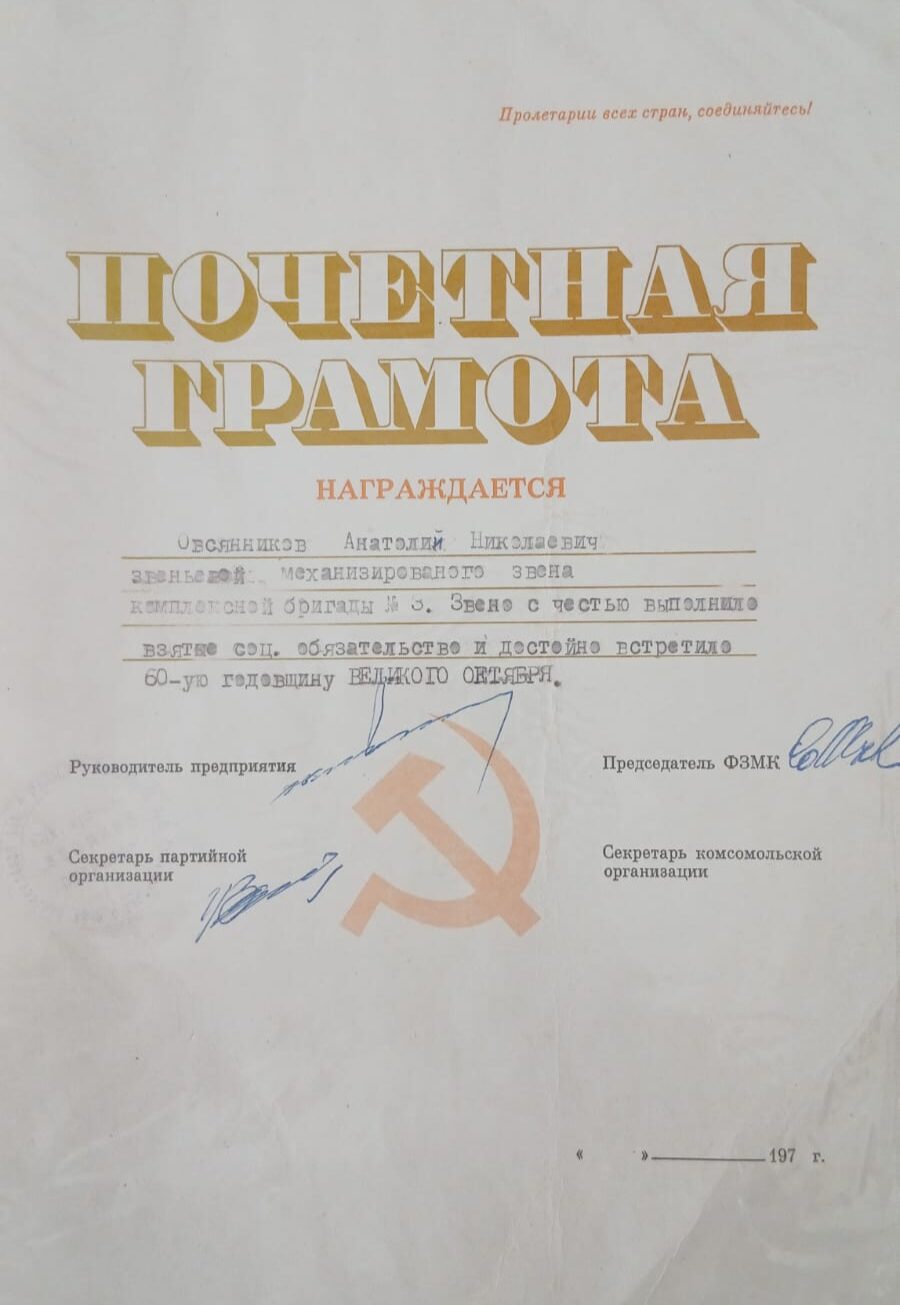 Пролетарии всех стран, соединяйтесь!
ПОЧЕТНАЯ
ГРАМОТА
НАГРАЖДАЕТСЯ
Овсянников Анатолий Николаевич
звеньевой механизированого звена
комплексной бригады № 3. Звено с честью выполнило
взятые соц. обязательство и достойно встретило
60-ую годовщину ВЕЛИКОГО ОКТЯБРЯ.
Руководитель предприятия
Председатель ФЗМК
Секретарь партийной
организации
Секретарь комсомольской
организации
« » 197 г.